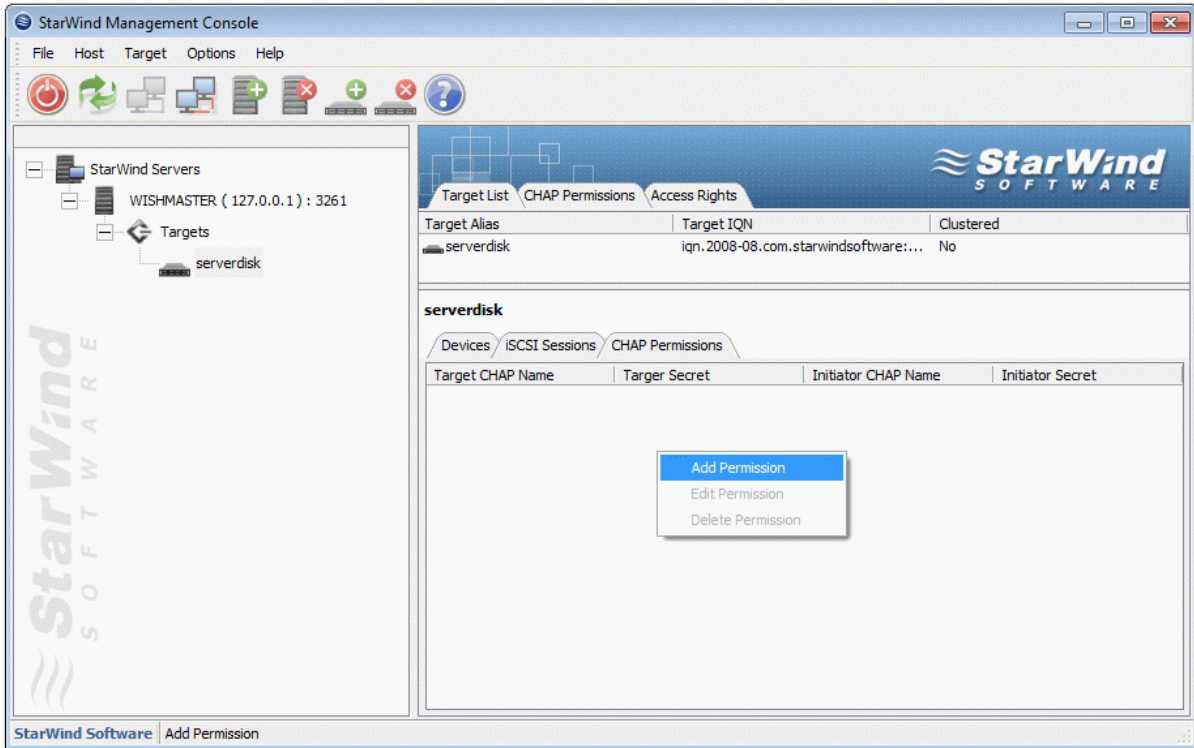 StarWind Management Console
File Host Target Options Help
StarWind Servers
WISHMASTER ( 127.0.0.1 ) : 3261
Targets
serverdisk
StarWind
SOFTWARE
StarWind
SOFTWARE
Target List CHAP Permissions Access Rights
Target Alias Target IQN Clustered
serverdisk iqn.2008-08.com.starwindsoftware:... No
serverdisk
Devices iSCSI Sessions CHAP Permissions
Target CHAP Name Targer Secret Initiator CHAP Name Initiator Secret
Add Permission
Edit Permission
Delete Permission
StarWind Software Add Permission